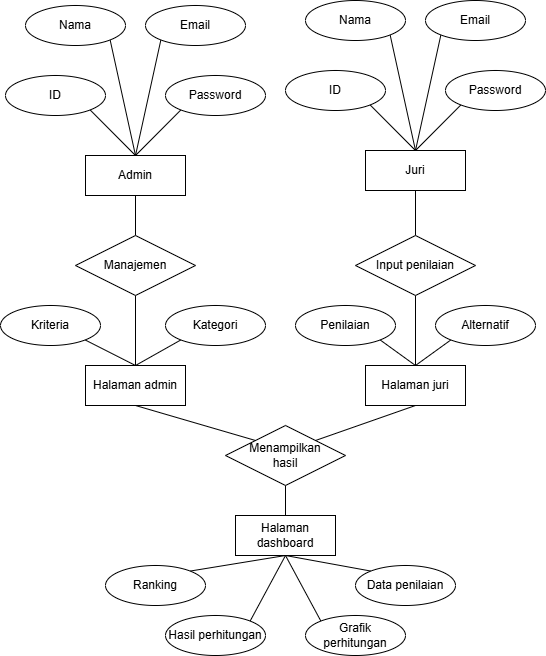 Nama
Email
Nama
Email
ID
Password
ID
Password
Admin
Juri
Manajemen
Input penilaian
Kriteria
Kategori
Penilaian
Alternatif
Halaman admin
Halaman juri
Menampilkan
hasil
Halaman
dashboard
Ranking
Data penilaian
Hasil perhitungan
Grafik
perhitungan